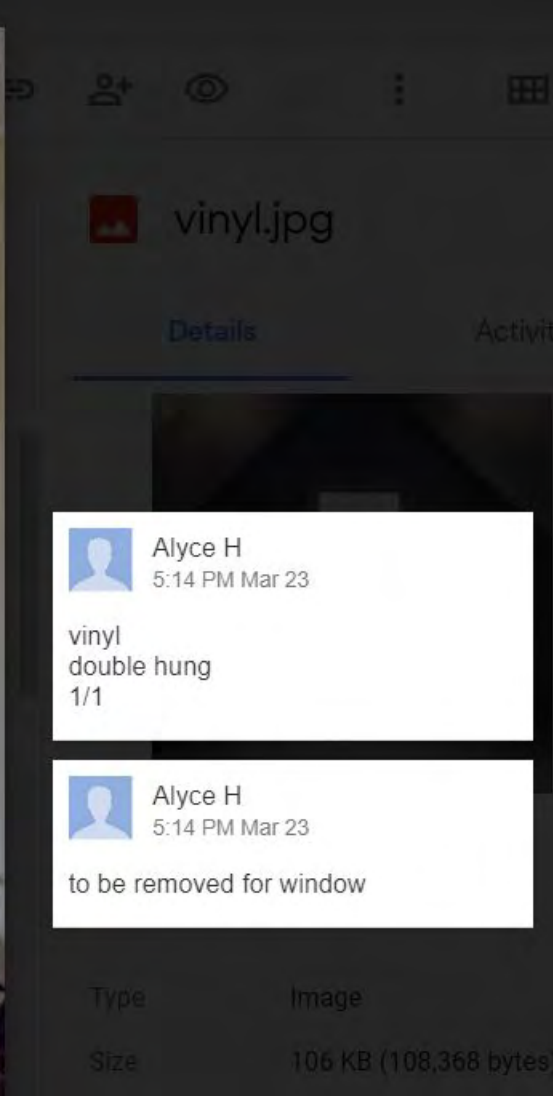 vinyl.jpg
Details
Activit
Alyce H
5:14 PM Mar 23
vinyl
double hung
1/1
Alyce H
5:14 PM Mar 23
to be removed for window
Type Image
Size 106 KB (108,368 bytes